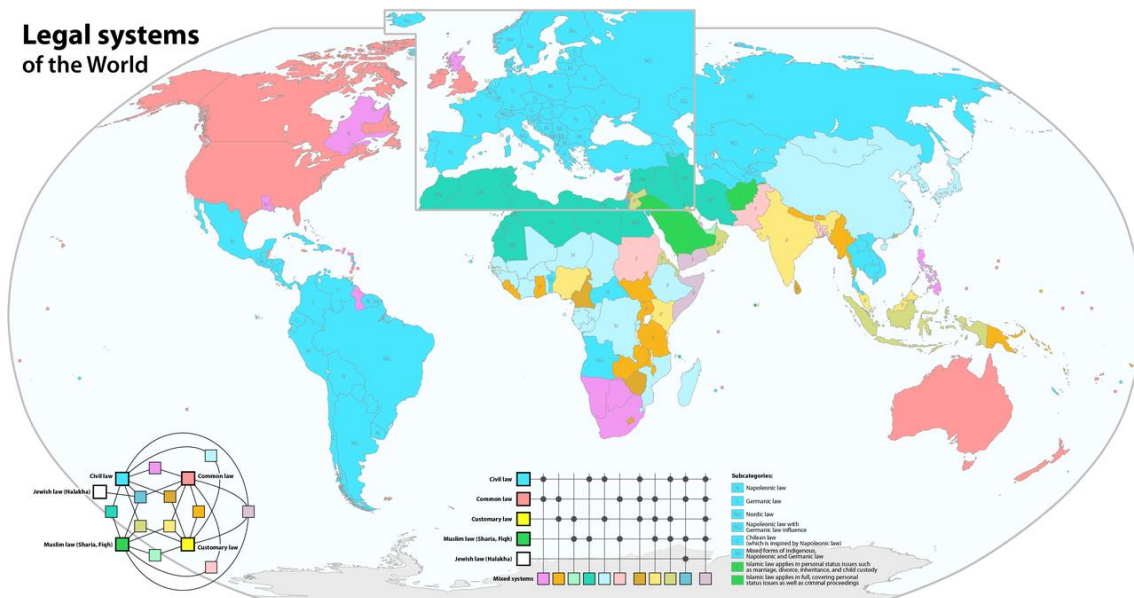 Legal systems
of the World
Civil law
Common law
Jewish law (Halakha)
Muslim law (Sharia, Fiqh)
Customary law
Civil law
Common law
Customary law
Muslim law (Sharia, Fiqh)
Jewish law (Halakha)
Mixed systems
Subcategories:
Napoleonic law
Germanic law
Nordic law
Napoleonic law with
Germanic law influence
Chilean law
(which is inspired by Napoleonic law)
Mixed forms of indigenous,
Napoleonic and Germanic law
Islamic law applies in personal status issues such
as marriage, divorce, inheritance, and child custody
Islamic law applies in full, covering personal
status issues as well as criminal proceedings